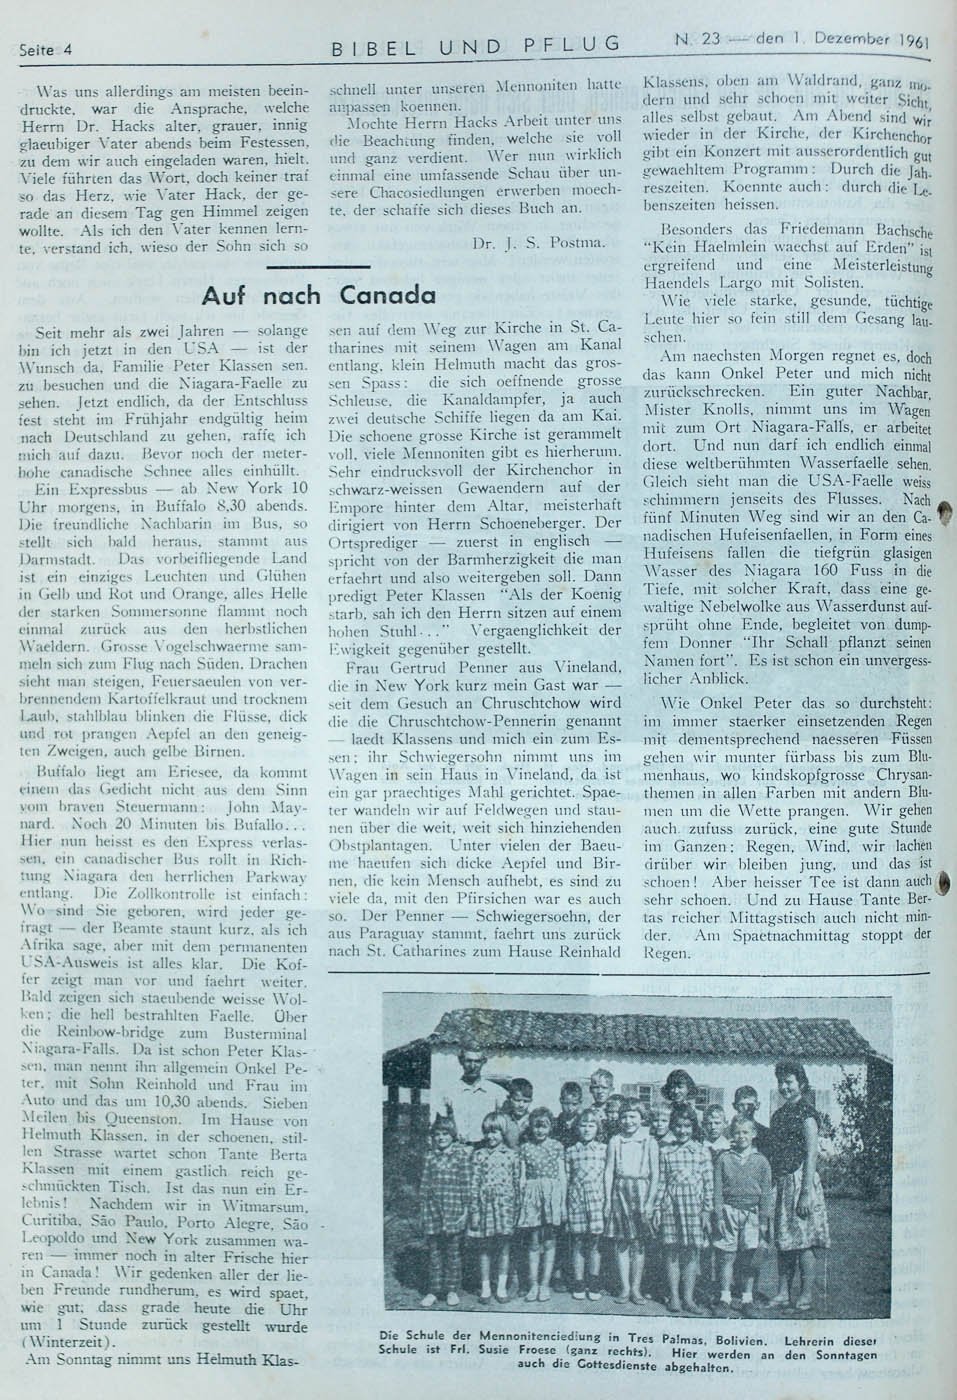 Seite 4
BIBEL UND PFLUG
N. 23 — den 1. Dezember 1961
Was uns allerdings am meisten beein-
druckte, war die Ansprache, welche
Herrn Dr. Hacks alter, grauer, innig
glaeubiger Vater abends beim Festessen,
zu dem wir auch eingeladen waren, hielt.
Viele führten das Wort, doch keiner traf
so das Herz, wie Vater Hack, der ge-
rade an diesem Tag gen Himmel zeigen
wollte. Als ich den Vater kennen lern-
te, verstand ich, wieso der Sohn sich so
schnell unter unseren Mennoniten hatte
anpassen koennen.
Mochte Herrn Hacks Arbeit unter uns
die Beachtung finden, welche sie voll
und ganz verdient. Wer nun wirklich
einmal eine umfassende Schau über un-
sere Chacosiedlungen erwerben moech-
te, der schaffe sich dieses Buch an.
Dr. J. S. Postma.
Auf nach Canada
Seit mehr als zwei Jahren — solange
bin ich jetzt in den USA — ist der
Wunsch da, Familie Peter Klassen sen.
zu besuchen und die Niagara-Faelle zu
sehen. Jetzt endlich, da der Entschluss
fest steht im Frühjahr endgültig heim
nach Deutschland zu gehen, raffe ich
mich auf dazu. Bevor noch der meter-
hohe canadische Schnee alles einhüllt.
Ein Expressbus — ab New York 10
Uhr morgens, in Buffalo 8,30 abends.
Die freundliche Nachbarin im Bus, so
stellt sich bald heraus, stammt aus
Darmstadt. Das vorbeifliegende Land
ist ein einziges Leuchten und Glühen
in Gelb und Rot und Orange, alles Helle
der starken Sommersonne flammt noch
einmal zurück aus den herbstlichen
Waeldern. Grosse Vogelschwaerme sam-
meln sich zum Flug nach Süden, Drachen
sieht man steigen, Feuersaeulen von ver-
brennendem Kartoffelkraut und trocknem
Laub, stahlblau blinken die Flüsse, dick
und rot prangen Aepfel an den geneig-
ten Zweigen, auch gelbe Birnen.
Buffalo liegt am Eriesee, da kommt
einem das Gedicht nicht aus dem Sinn
vom braven Steuermann: John May-
nard. Noch 20 Minuten bis Bufallo...
Hier nun heisst es den Express verlas-
sen, ein canadischer Bus rollt in Rich-
tung Niagara den herrlichen Parkway
entlang. Die Zollkontrolle ist einfach:
Wo sind Sie geboren, wird jeder ge-
fragt — der Beamte staunt kurz, als ich
Afrika sage, aber mit dem permanenten
USA-Ausweis ist alles klar. Die Kof-
fer zeigt man vor und faehrt weiter.
Bald zeigen sich staeubende weisse Wol-
ken; die hell bestrahlten Faelle. Über
die Reinbow-bridge zum Busterminal
Niagara-Falls. Da ist schon Peter Klas-
sen, man nennt ihn allgemein Onkel Pe-
ter, mit Sohn Reinhold und Frau im
Auto und das um 10,30 abends. Sieben
Meilen bis Queenston. Im Hause von
Helmuth Klassen, in der schoenen, stil-
len Strasse wartet schon Tante Berta
Klassen mit einem gastlich reich ge-
schmückten Tisch. Ist das nun ein Er-
lebnis! Nachdem wir in Witmarsum,
Curitiba, São Paulo, Porto Alegre, São
Leopoldo und New York zusammen wa-
ren — immer noch in alter Frische hier
in Canada! Wir gedenken aller der lie-
ben Freunde rundherum, es wird spaet,
wie gut, dass grade heute die Uhr
um 1 Stunde zurück gestellt wurde
(Winterzeit).
Am Sonntag nimmt uns Helmuth Klas-
sen auf dem Weg zur Kirche in St. Ca-
tharines mit seinem Wagen am Kanal
entlang, klein Helmuth macht das gros-
sen Spass: die sich oeffnende grosse
Schleuse, die Kanaldampfer, ja auch
zwei deutsche Schiffe liegen da am Kai.
Die schoene grosse Kirche ist gerammelt
voll, viele Mennoniten gibt es hierherum.
Sehr eindrucksvoll der Kirchenchor in
schwarz-weissen Gewaendern auf der
Empore hinter dem Altar, meisterhaft
dirigiert von Herrn Schoeneberger. Der
Ortsprediger — zuerst in englisch —
spricht von der Barmherzigkeit die man
erfaehrt und also weitergeben soll. Dann
predigt Peter Klassen "Als der Koenig
starb, sah ich den Herrn sitzen auf einem
hohen Stuhl..." Vergaenglichkeit der
Ewigkeit gegenüber gestellt.
Frau Gertrud Penner aus Vineland,
die in New York kurz mein Gast war —
seit dem Gesuch an Chruschtchow wird
die die Chruschtchow-Pennerin genannt
— laedt Klassens und mich ein zum Es-
sen; ihr Schwiegersohn nimmt uns im
Wagen in sein Haus in Vineland, da ist
ein gar praechtiges Mahl gerichtet. Spae-
ter wandeln wir auf Feldwegen und stau-
nen über die weit, weit sich hinziehenden
Obstplantagen. Unter vielen der Baeu-
me haeufen sich dicke Aepfel und Bir-
nen, die kein Mensch aufhebt, es sind zu
viele da, mit den Pfirsichen war es auch
so. Der Penner — Schwiegersoehn, der
aus Paraguay stammt, faehrt uns zurück
nach St. Catharines zum Hause Reinhald
Klassens, oben am Waldrand, ganz mo-
dern und sehr schoen mit weiter Sicht,
alles selbst gebaut. Am Abend sind wir
wieder in der Kirche, der Kirchenchor
gibt ein Konzert mit ausserordentlich gut
gewaehltem Programm: Durch die Jah-
reszeiten. Koennte auch: durch die Le-
benszeiten heissen.
Besonders das Friedemann Bachsche
"Kein Haelmlein waechst auf Erden" ist
ergreifend und eine Meisterleistung
Haendels Largo mit Solisten.
Wie viele starke, gesunde, tüchtige
Leute hier so fein still dem Gesang lau-
schen.
Am naechsten Morgen regnet es, doch
das kann Onkel Peter und mich nicht
zurückschrecken. Ein guter Nachbar,
Mister Knolls, nimmt uns im Wagen
mit zum Ort Niagara-Falls, er arbeitet
dort. Und nun darf ich endlich einmal
diese weltberühmten Wasserfaelle sehen.
Gleich sieht man die USA-Faelle weiss
schimmern jenseits des Flusses. Nach
fünf Minuten Weg sind wir an den Ca-
nadischen Hufeisenfaellen, in Form eines
Hufeisens fallen die tiefgrün glasigen
Wasser des Niagara 160 Fuss in die
Tiefe, mit solcher Kraft, dass eine ge-
waltige Nebelwolke aus Wasserdunst auf-
sprüht ohne Ende, begleitet von dump-
fem Donner "Ihr Schall pflanzt seinen
Namen fort". Es ist schon ein unvergess-
licher Anblick.
Wie Onkel Peter das so durchsteht:
im immer staerker einsetzenden Regen
mit dementsprechend naesseren Füssen
gehen wir munter fürbass bis zum Blu-
menhaus, wo kindskopfgrosse Chrysan-
themen in allen Farben mit andern Blu-
men um die Wette prangen. Wir gehen
auch zufuss zurück, eine gute Stunde
im Ganzen: Regen, Wind, wir lachen
drüber wir bleiben jung, und das ist
schoen! Aber heisser Tee ist dann auch
sehr schoen. Und zu Hause Tante Ber-
tas reicher Mittagstisch auch nicht min-
der. Am Spaetnachmittag stoppt der
Regen.
Die Schule der Mennonitenciedlung in Tres Palmas, Bolivien. Lehrerin dieser
Schule ist Frl. Susie Froese (ganz rechts). Hier werden an den Sonntagen
auch die Gottesdienste abgehalten.